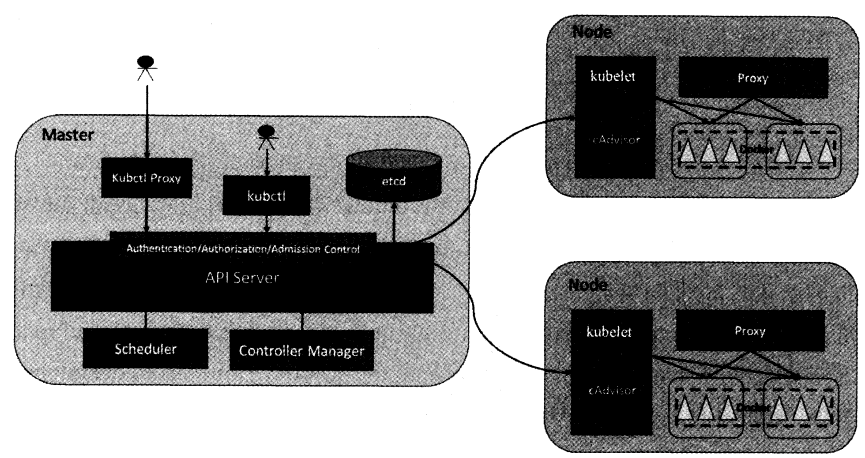 Master
Kubctl Proxy
kubctl
etcd
Authentication/Authorization/Admission Control
API Server
Scheduler
Controller Manager
Node
kubelet
cAdvisor
Proxy
Docker
Node
kubelet
cAdvisor
Proxy
Docker